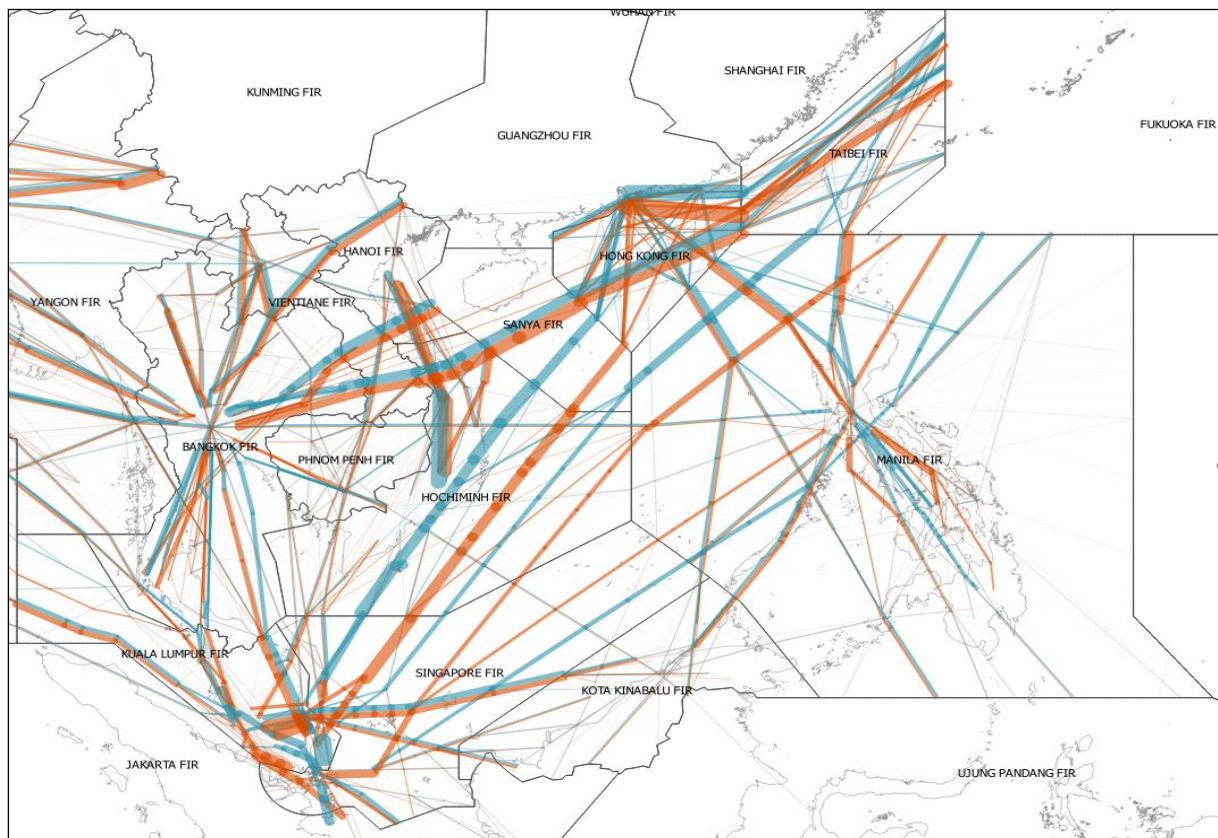 WUHAN FIR
SHANGHAI FIR
KUNMING FIR
FUKUOKA FIR
GUANGZHOU FIR
TAIBEI FIR
HANOI FIR
HONG KONG FIR
YANGON FIR
VIENTIANE FIR
SANYA FIR
BANGKOK FIR
PHNOM PENH FIR
MANILA FIR
HOCHIMINH FIR
KUALA LUMPUR FIR
SINGAPORE FIR
KOTA KINABALU FIR
JAKARTA FIR
UJUNG PANDANG FIR